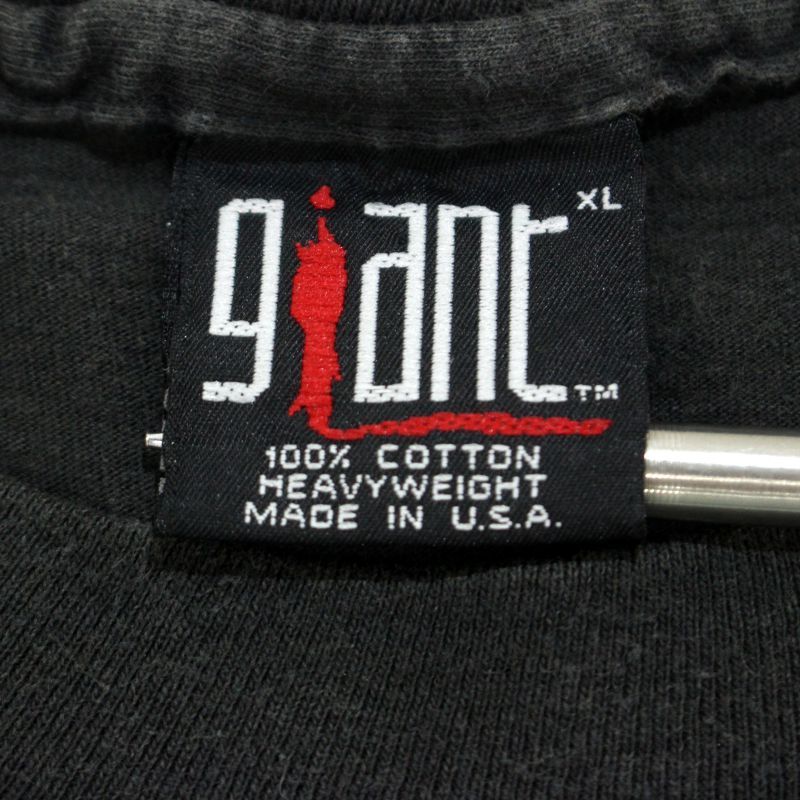 giant XL
TM
100% COTTON
HEAVYWEIGHT
MADE IN U.S.A.